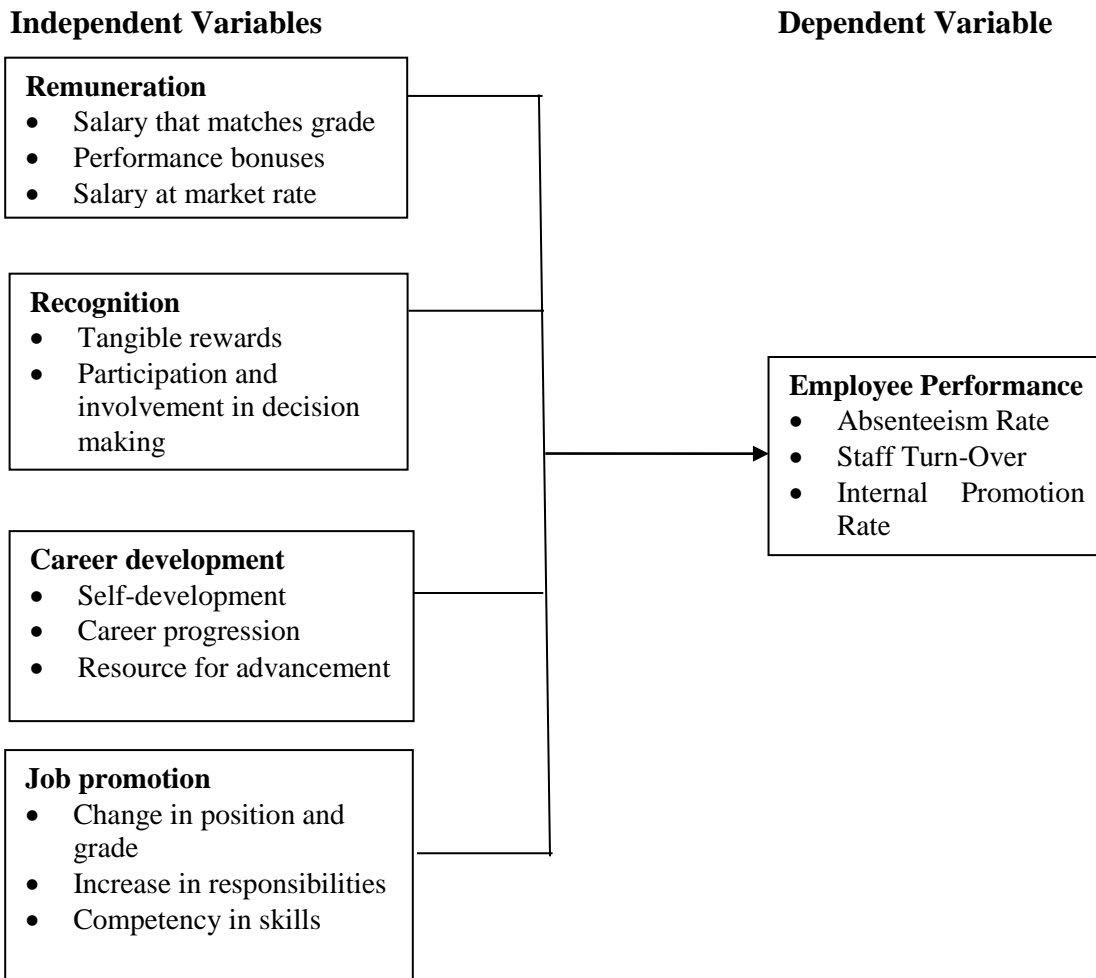 Independent Variables
Dependent Variable
Remuneration
• Salary that matches grade
• Performance bonuses
• Salary at market rate
Recognition
• Tangible rewards
• Participation and
involvement in decision
making
Employee Performance
• Absenteeism Rate
• Staff Turn-Over
• Internal Promotion
Rate
Career development
• Self-development
• Career progression
• Resource for advancement
Job promotion
• Change in position and
grade
• Increase in responsibilities
• Competency in skills